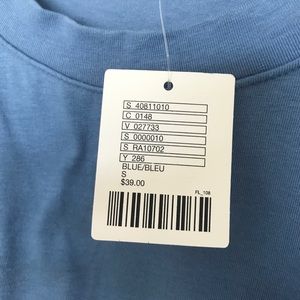 S 40811010
C 0148
V 027733
S 0000010
S RA10702
Y 286
BLUE/BLEU
S
$39.00
FL_108